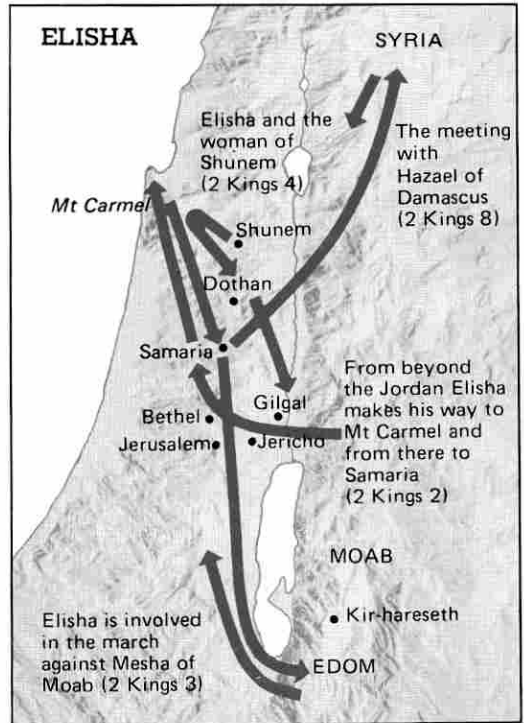 ELISHA
SYRIA
Elisha and the
woman of
Shunem
(2 Kings 4)
The meeting
with
Hazael of
Damascus
(2 Kings 8)
Mt Carmel
Shunem
Dothan
Samaria
From beyond
the Jordan Elisha
makes his way to
Mt Carmel and
from there to
Samaria
(2 Kings 2)
Gilgal
Bethel
Jericho
Jerusalem
MOAB
Kir-hareseth
Elisha is involved
in the march
against Mesha of
Moab (2 Kings 3)
EDOM